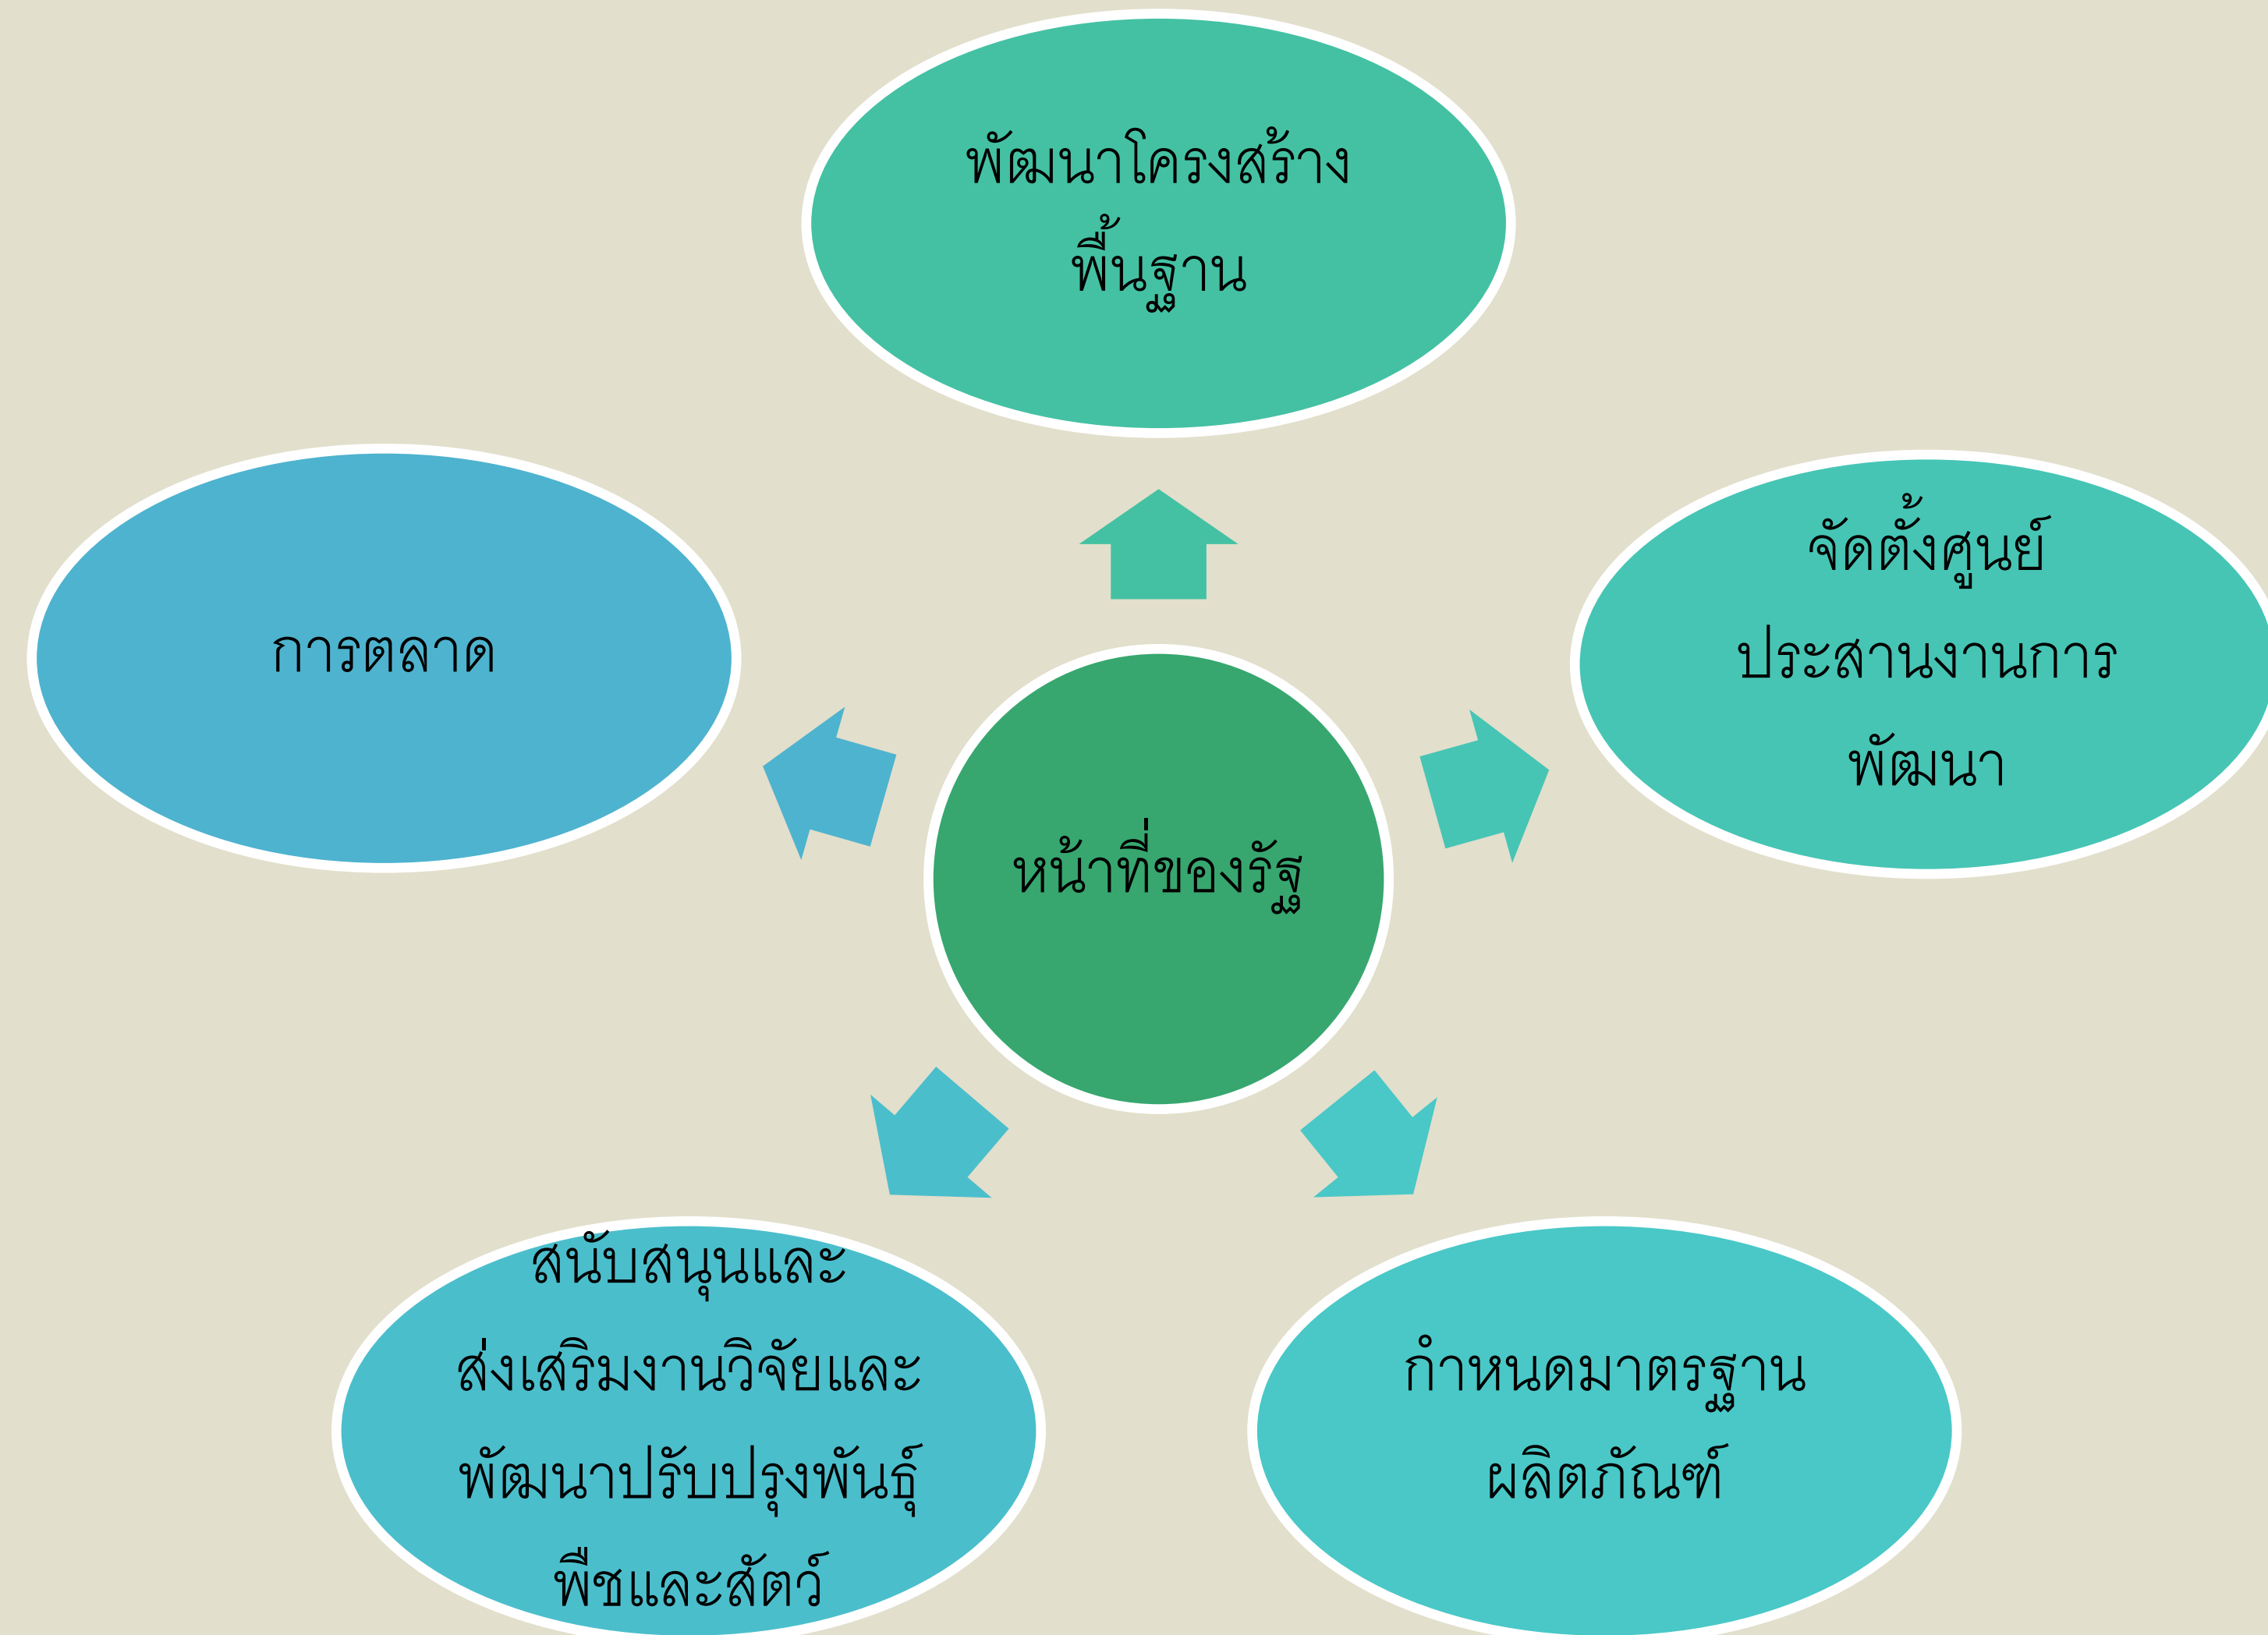 พัฒนาโครงสร้าง
พื้นฐาน
จัดตั้งศูนย์
ประสานงานการ
พัฒนา
กำหนดมาตรฐาน
ผลิตภัณฑ์
สนับสนุนและ
ส่งเสริมงานวิจัยและ
พัฒนาปรับปรุงพันธุ์
พืชและสัตว์
การตลาด
หน้าที่ของรัฐ